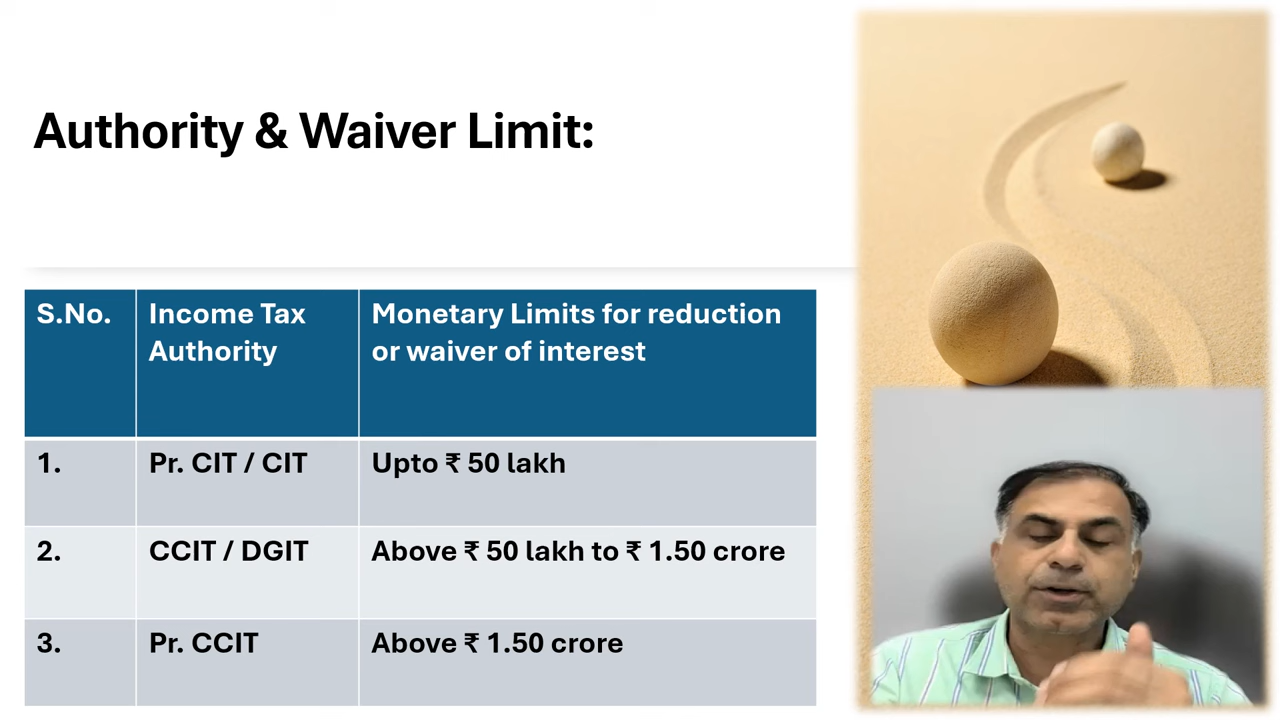 Authority & Waiver Limit:
S.No.
Income Tax
Authority
Monetary Limits for reduction
or waiver of interest
1.
Pr. CIT / CIT
Upto ₹ 50 lakh
2.
CCIT / DGIT
Above ₹ 50 lakh to ₹ 1.50 crore
3.
Pr. CCIT
Above ₹ 1.50 crore